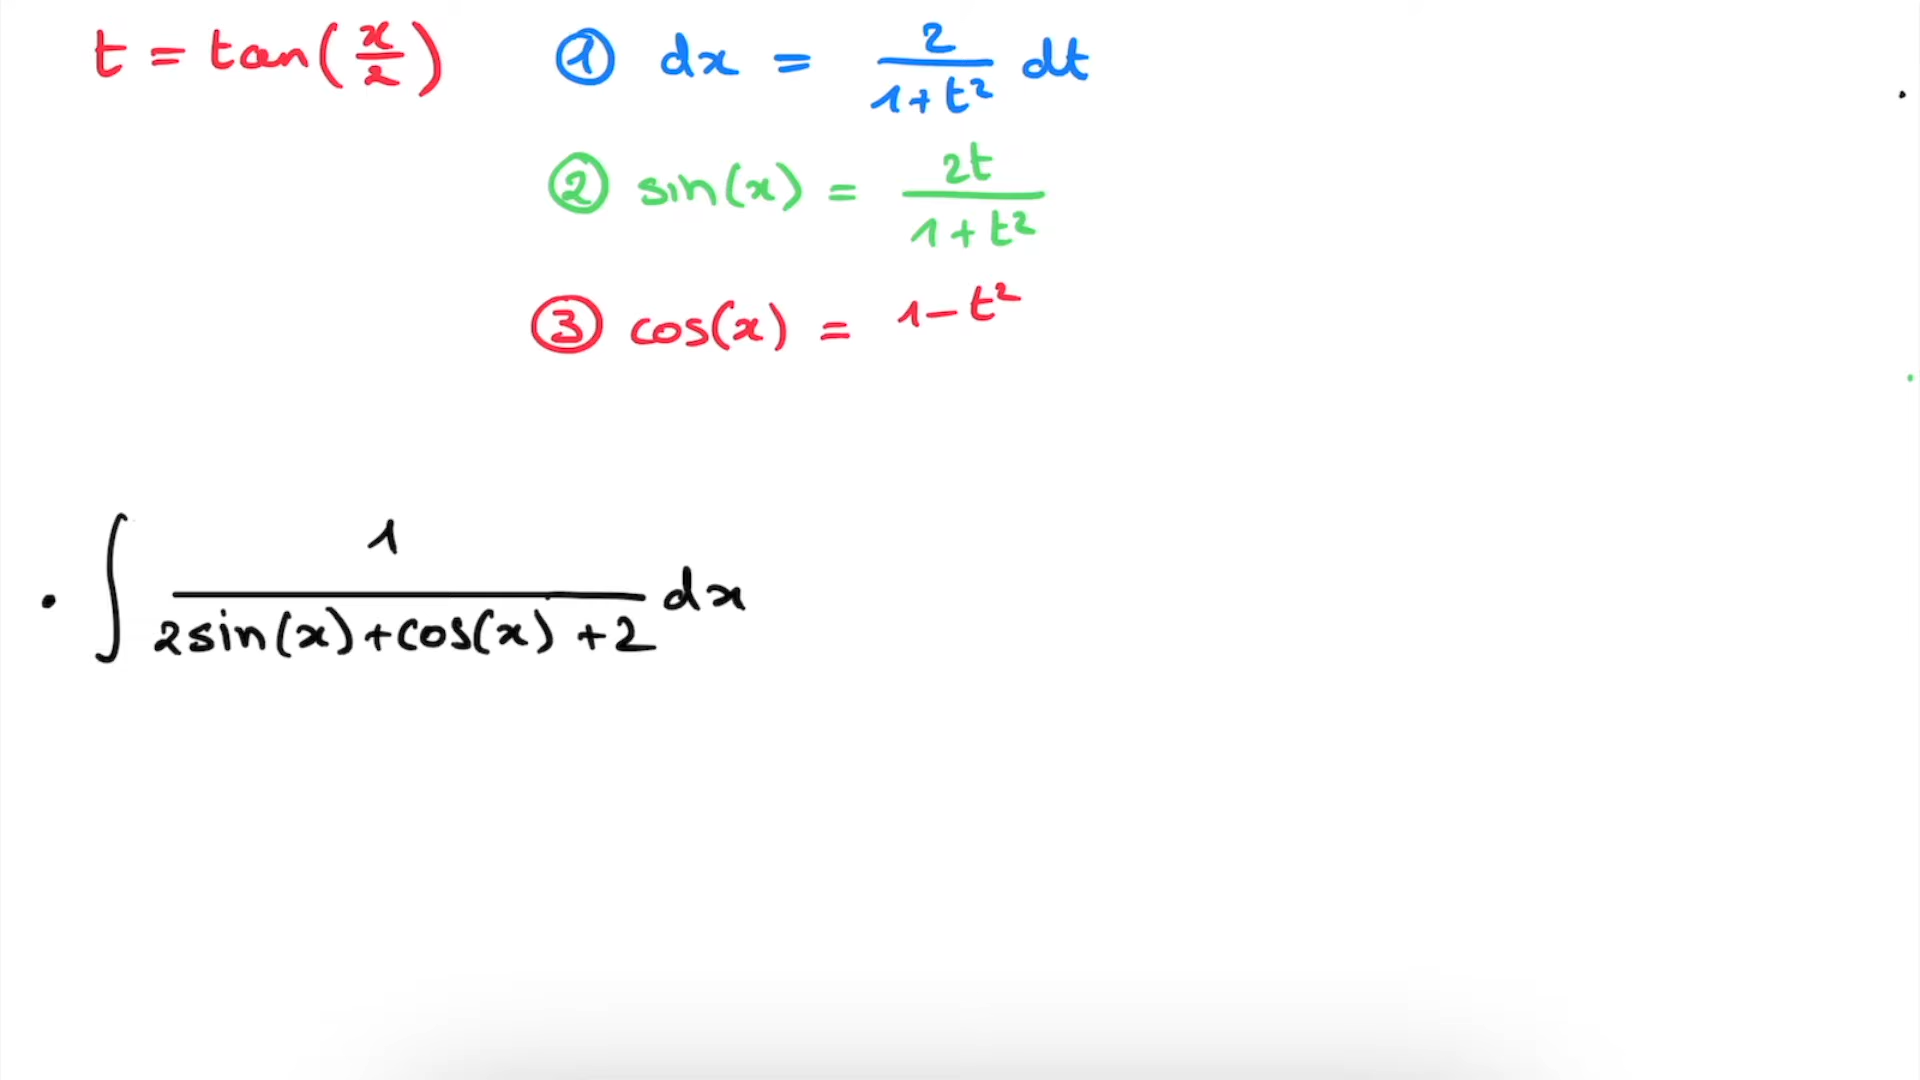 t = tan(x/2) ① dx = 2/(1+t²) dt
② sin(x) = 2t/(1+t²)
③ cos(x) = 1-t²
• ∫ 1/(2sin(x)+cos(x)+2) dx